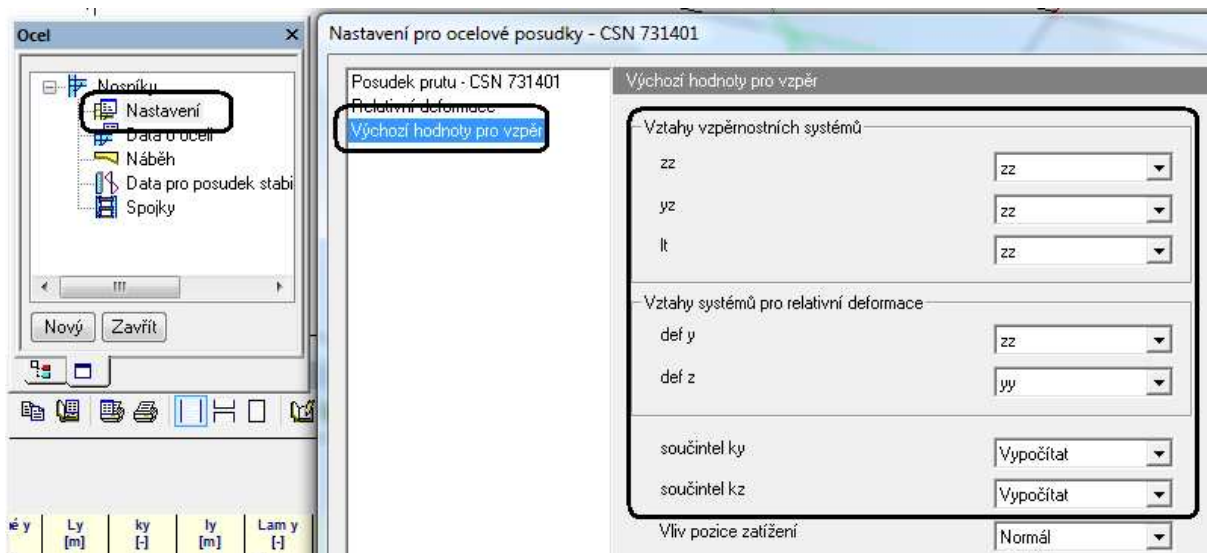 Ocel
Nosníku
Nastavení
Data o oceli
Náběh
Data pro posudek stabi
Spojky
Nový
Zavřít
é y
Ly
[m]
ky
[-]
ly
[m]
Lam y
[-]
Nastavení pro ocelové posudky - CSN 731401
Posudek prutu - CSN 731401
Relativní deformace
Výchozí hodnoty pro vzpěr
Výchozí hodnoty pro vzpěr
Vztahy vzpěrnostních systémů
zz zz
yz zz
lt zz
Vztahy systémů pro relativní deformace
def y zz
def z yy
součintel ky Vypočítat
součintel kz Vypočítat
Vliv pozice zatížení Normál